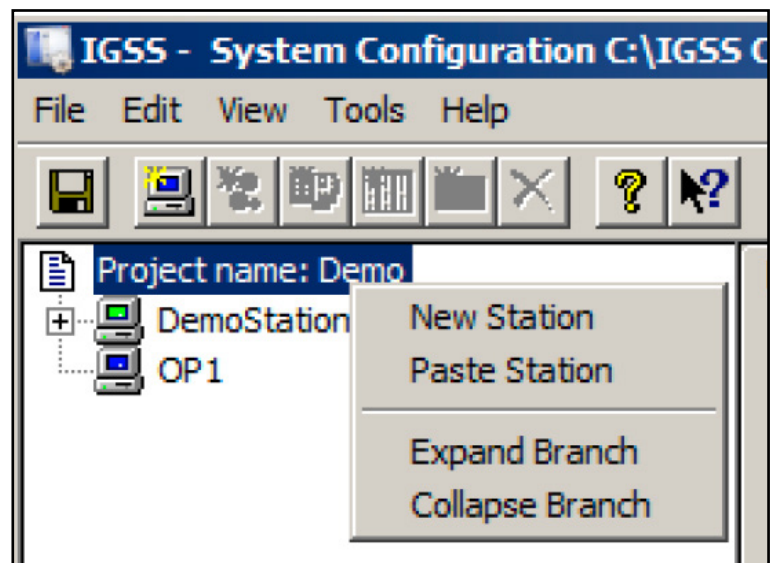 IGSS - System Configuration C:\IGSS
File Edit View Tools Help
Project name: Demo
DemoStation
OP1
New Station
Paste Station
Expand Branch
Collapse Branch